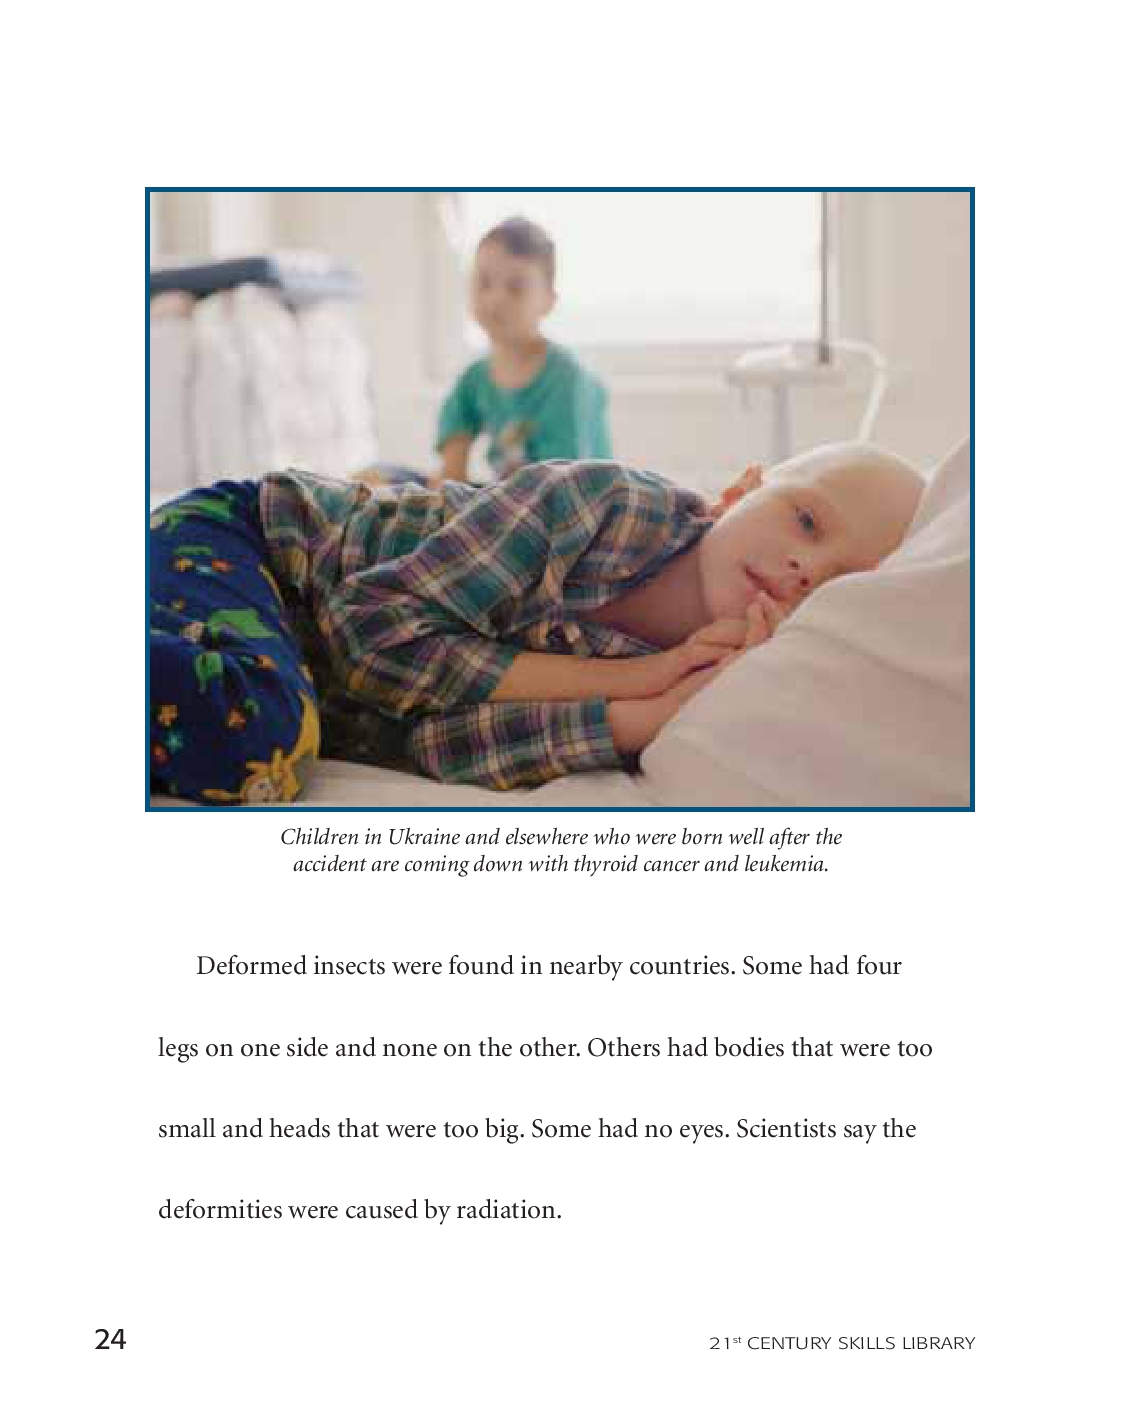 Children in Ukraine and elsewhere who were born well after the
accident are coming down with thyroid cancer and leukemia.
Deformed insects were found in nearby countries. Some had four
legs on one side and none on the other. Others had bodies that were too
small and heads that were too big. Some had no eyes. Scientists say the
deformities were caused by radiation.
24
21st CENTURY SKILLS LIBRARY